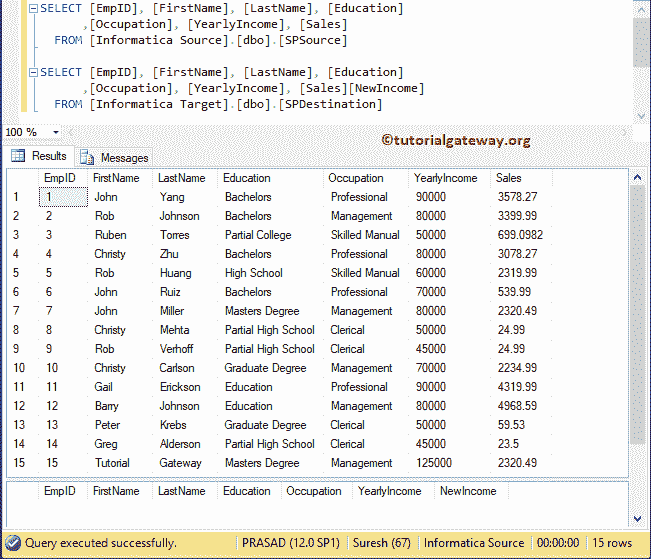 SELECT [EmpID], [FirstName], [LastName], [Education]
,[Occupation], [YearlyIncome], [Sales]
FROM [Informatica Source].[dbo].[SPSource]
SELECT [EmpID], [FirstName], [LastName], [Education]
,[Occupation], [YearlyIncome], [Sales][NewIncome]
FROM [Informatica Target].[dbo].[SPDestination]
100 %
©tutorialgateway.org
Results Messages
EmpID FirstName LastName Education Occupation YearlyIncome Sales
1 1 John Yang Bachelors Professional 90000 3578.27
2 2 Rob Johnson Bachelors Management 80000 3399.99
3 3 Ruben Torres Partial College Skilled Manual 50000 699.0982
4 4 Christy Zhu Bachelors Professional 80000 3078.27
5 5 Rob Huang High School Skilled Manual 60000 2319.99
6 6 John Ruiz Bachelors Professional 70000 539.99
7 7 John Miller Masters Degree Management 80000 2320.49
8 8 Christy Mehta Partial High School Clerical 50000 24.99
9 9 Rob Verhoff Partial High School Clerical 45000 24.99
10 10 Christy Carlson Graduate Degree Management 70000 2234.99
11 11 Gail Erickson Education Professional 90000 4319.99
12 12 Barry Johnson Education Management 80000 4968.59
13 13 Peter Krebs Graduate Degree Clerical 50000 59.53
14 14 Greg Alderson Partial High School Clerical 45000 23.5
15 15 Tutorial Gateway Masters Degree Management 125000 2320.49
EmpID FirstName LastName Education Occupation YearlyIncome NewIncome
Query executed successfully. PRASAD (12.0 SP1) Suresh (67) Informatica Source 00:00:00 15 rows